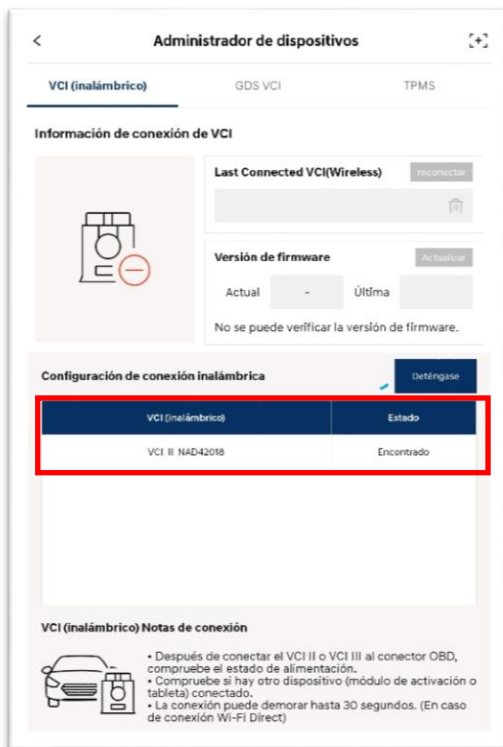 Administrador de dispositivos
VCI (inalámbrico)
GDS VCI
TPMS
Información de conexión de VCI
Last Connected VCI(Wireless)
reconectar
Versión de firmware
Actualizar
Actual
-
Última
No se puede verificar la versión de firmware.
Configuración de conexión inalámbrica
Deténgase
VCI (inalámbrico)
Estado
VCI_II_NAD42018
Encontrado
VCI (inalámbrico) Notas de conexión
• Después de conectar el VCI II o VCI III al conector OBD,
compruebe el estado de alimentación.
• Compruebe si hay otro dispositivo (módulo de activación o
tableta) conectado.
• La conexión puede demorar hasta 30 segundos. (En caso
de conexión Wi-Fi Direct)